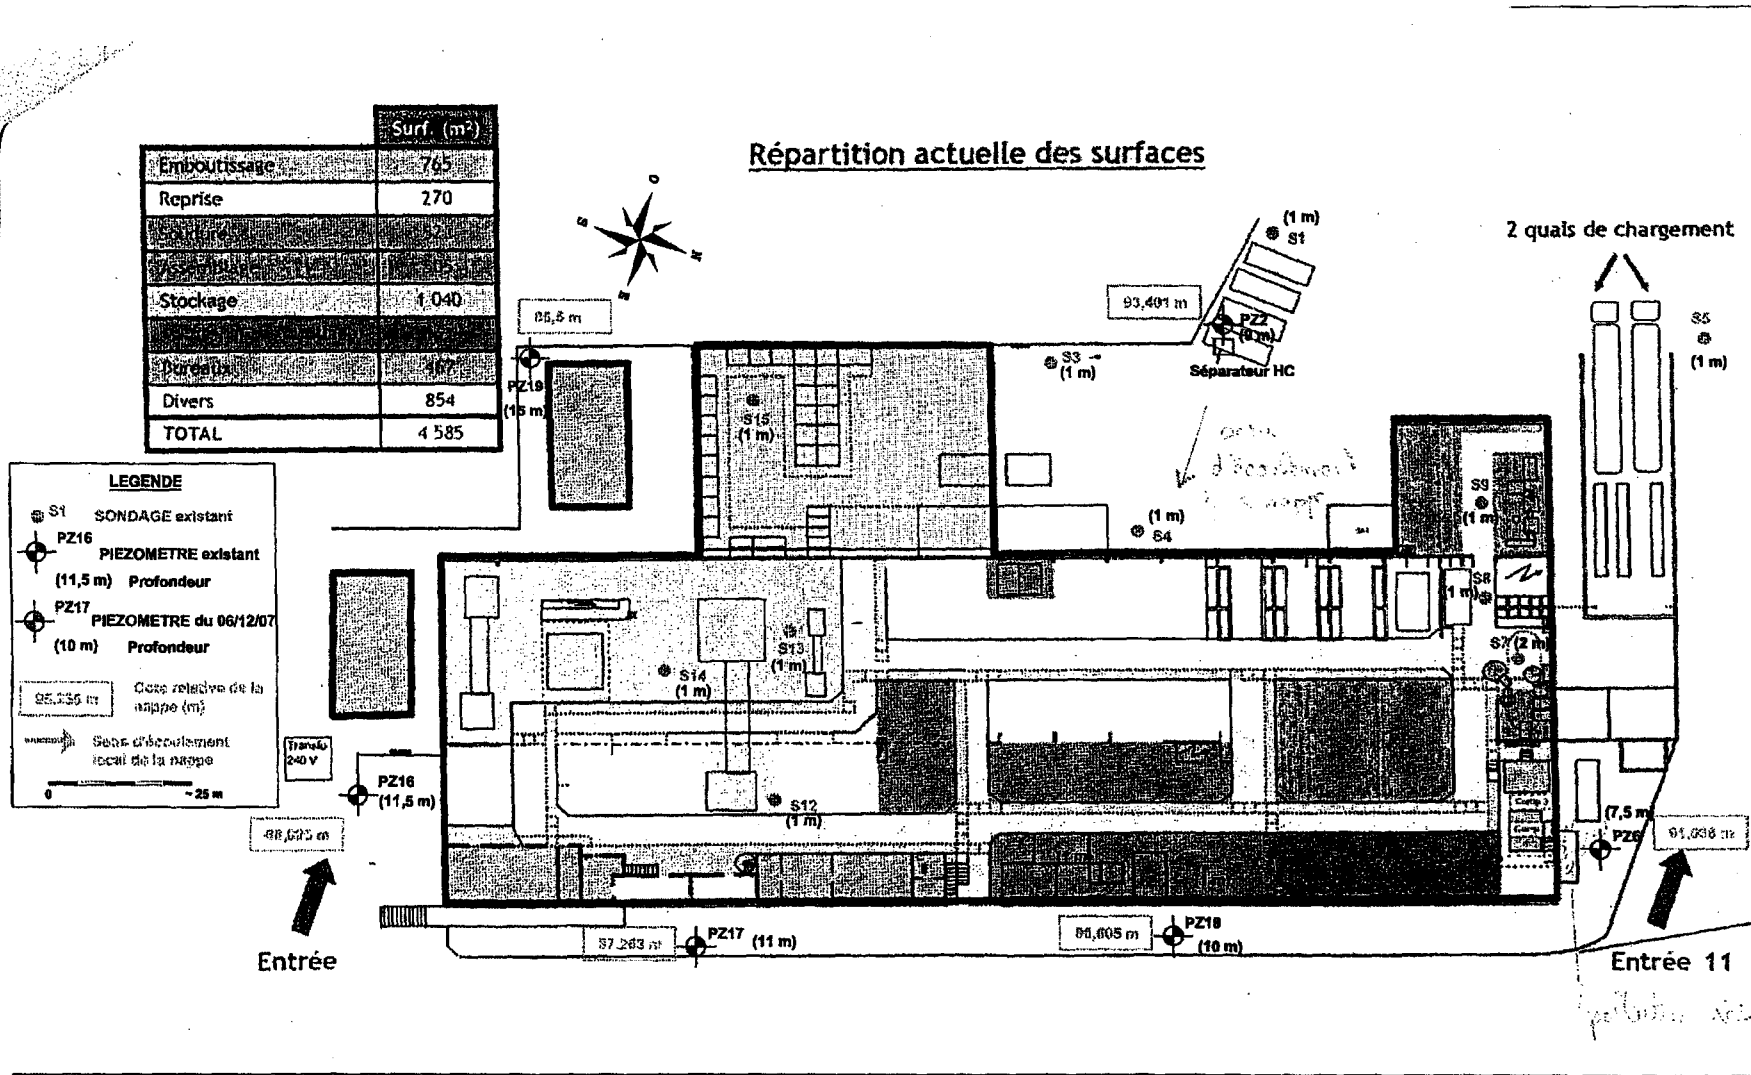 Surf. (m²)
Emboutissage 765
Reprise 270
Stockage 1 040
Bureaux 467
Divers 854
TOTAL 4 585
Répartition actuelle des surfaces
O
S
N
E
LEGENDE
S1 SONDAGE existant
PZ16
PIEZOMETRE existant
(11,5 m) Profondeur
PZ17
PIEZOMETRE du 06/12/07
(10 m) Profondeur
Cote relative de la
nappe (m)
Sens d'écoulement
local de la nappe
0 ~ 25 m
PZ19
(15 m)
(1 m)
S1
93,401 m
PZ2
Séparateur HC
S3
(1 m)
2 quais de chargement
S5
(1 m)
S15
(1 m)
(1 m)
S4
S9
(1 m)
S8
(1 m)
S7 (2 m)
S13
(1 m)
S14
(1 m)
S12
(1 m)
Transfo
240 V
PZ16
(11,5 m)
Entrée
PZ17 (11 m)
PZ18
(10 m)
(7,5 m)
PZ6
Entrée 11